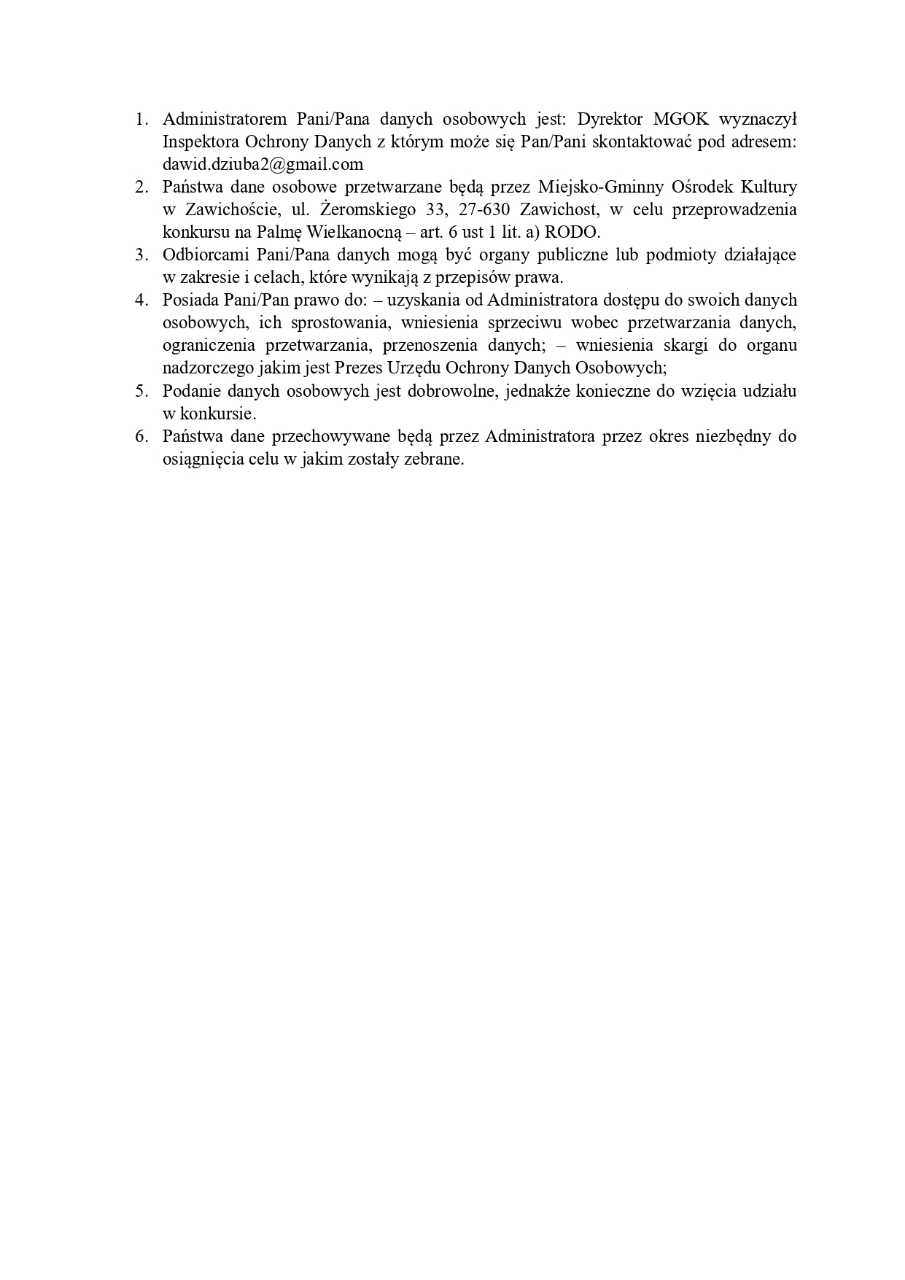 1. Administratorem Pani/Pana danych osobowych jest: Dyrektor MGOK wyznaczył
Inspektora Ochrony Danych z którym może się Pan/Pani skontaktować pod adresem:
dawid.dziuba2@gmail.com
2. Państwa dane osobowe przetwarzane będą przez Miejsko-Gminny Ośrodek Kultury
w Zawichoście, ul. Żeromskiego 33, 27-630 Zawichost, w celu przeprowadzenia
konkursu na Palmę Wielkanocną – art. 6 ust 1 lit. a) RODO.
3. Odbiorcami Pani/Pana danych mogą być organy publiczne lub podmioty działające
w zakresie i celach, które wynikają z przepisów prawa.
4. Posiada Pani/Pan prawo do: – uzyskania od Administratora dostępu do swoich danych
osobowych, ich sprostowania, wniesienia sprzeciwu wobec przetwarzania danych,
ograniczenia przetwarzania, przenoszenia danych; – wniesienia skargi do organu
nadzorczego jakim jest Prezes Urzędu Ochrony Danych Osobowych;
5. Podanie danych osobowych jest dobrowolne, jednakże konieczne do wzięcia udziału
w konkursie.
6. Państwa dane przechowywane będą przez Administratora przez okres niezbędny do
osiągnięcia celu w jakim zostały zebrane.